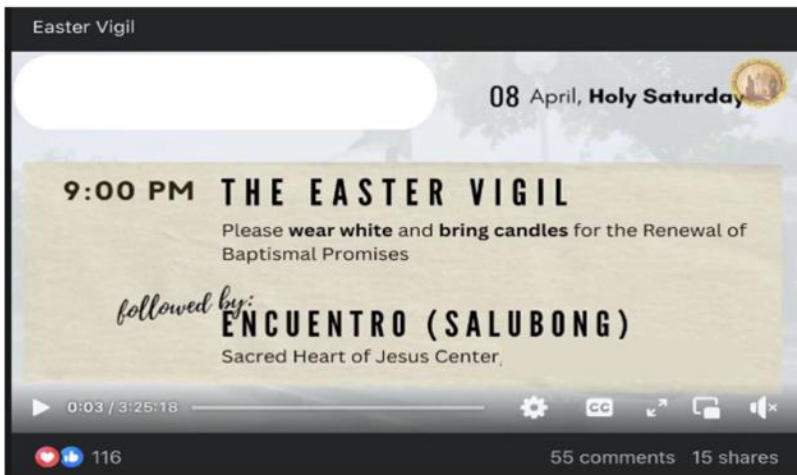 Easter Vigil
08 April, Holy Saturday
9:00 PM THE EASTER VIGIL
Please wear white and bring candles for the Renewal of
Baptismal Promises
followed by:
ENCUENTRO (SALUBONG)
Sacred Heart of Jesus Center,
0:03 / 3:25:18
CC
116
55 comments 15 shares